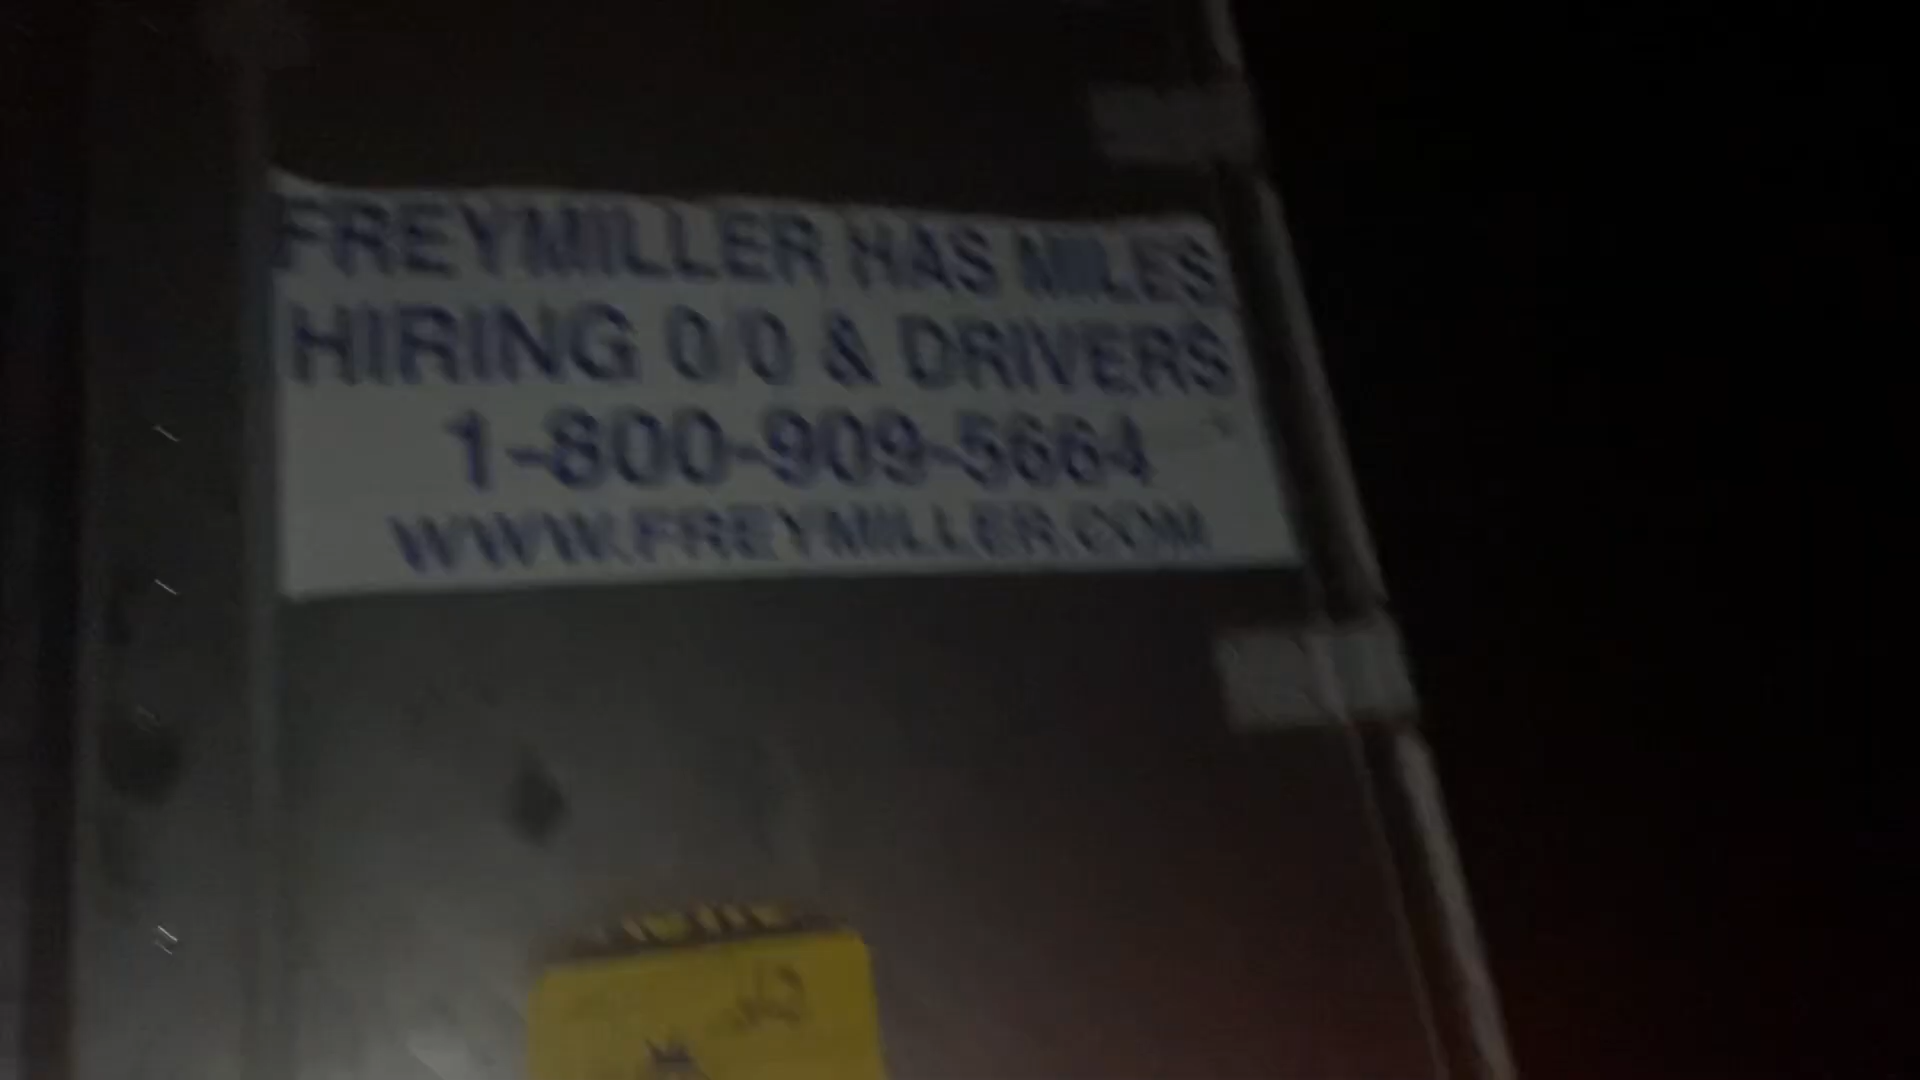 FREYMILLER HAS MILES
HIRING O/O & DRIVERS
1-800-909-5664
WWW.FREYMILLER.COM